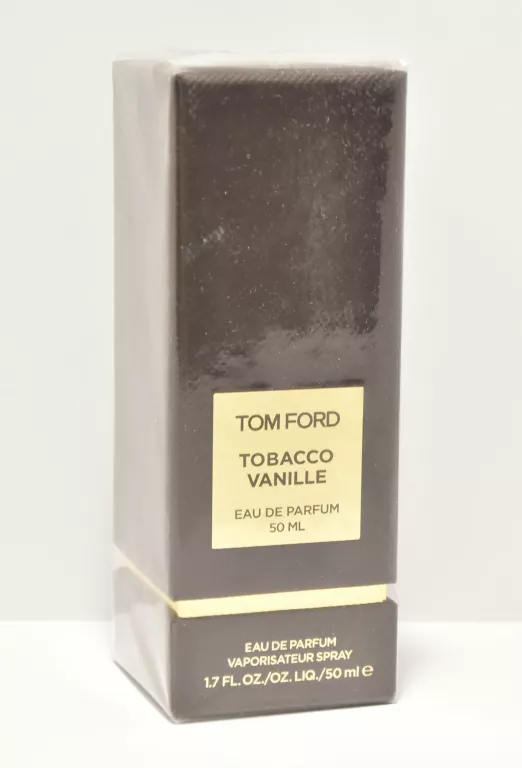 TOM FORD
TOBACCO
VANILLE
EAU DE PARFUM
50 ML
EAU DE PARFUM
VAPORISATEUR SPRAY
1.7 FL. OZ./OZ. LIQ./50 ml ℮